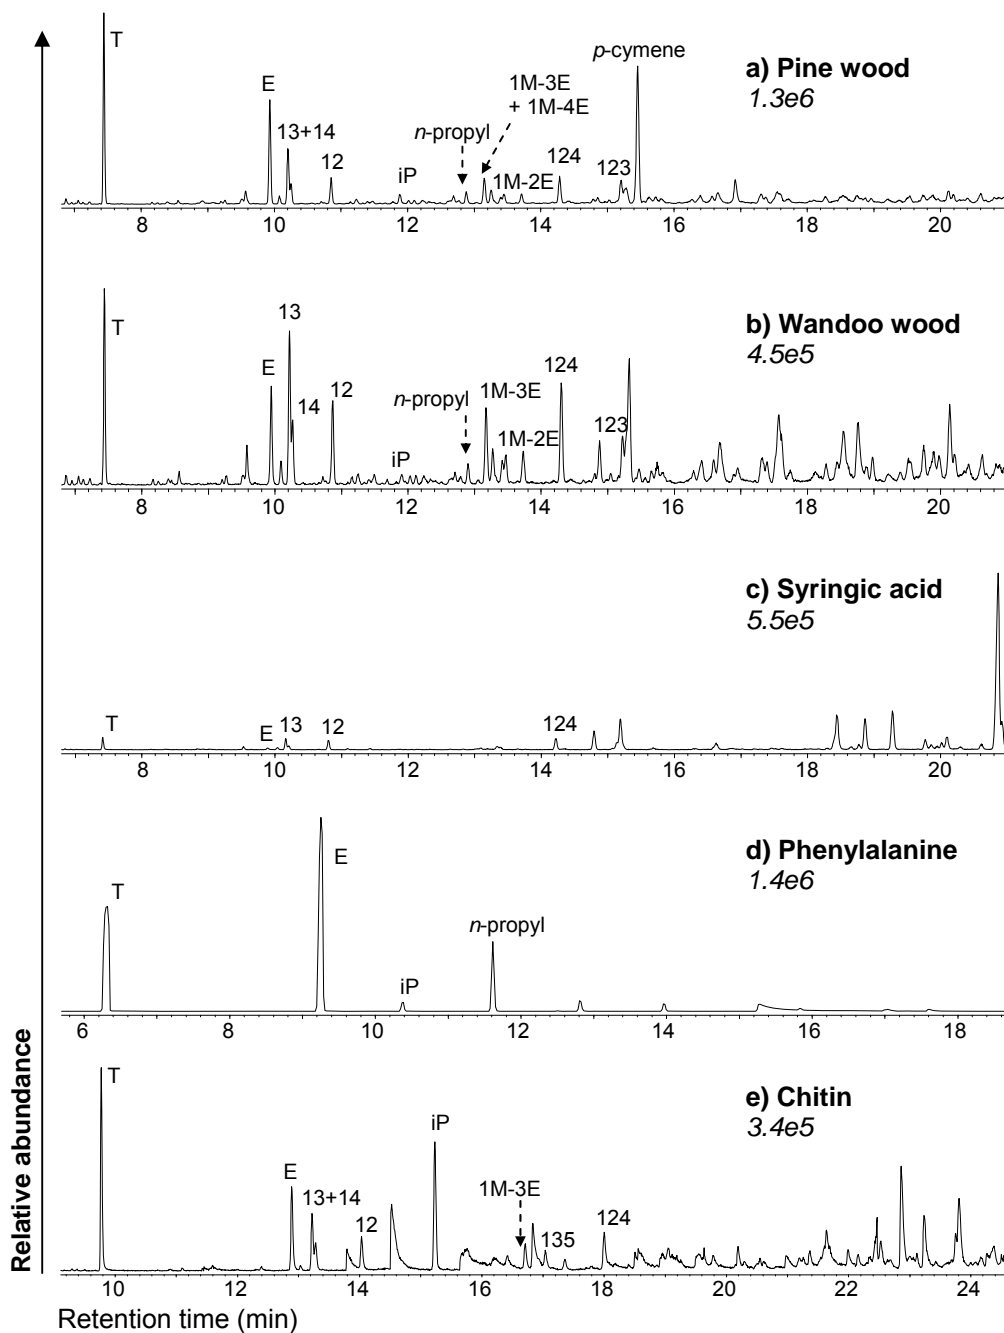 T
E
13+14
12
iP
n-propyl
1M-3E
+ 1M-4E
1M-2E
124
123
p-cymene
a) Pine wood
1.3e6
8 10 12 14 16 18 20
T
E
13
14
12
iP
n-propyl
1M-3E
1M-2E
124
123
b) Wandoo wood
4.5e5
8 10 12 14 16 18 20
T
E
13
12
124
c) Syringic acid
5.5e5
8 10 12 14 16 18 20
T
E
iP
n-propyl
d) Phenylalanine
1.4e6
6 8 10 12 14 16 18
T
E
13+14
12
iP
1M-3E
135
124
e) Chitin
3.4e5
10 12 14 16 18 20 22 24
Relative abundance
Retention time (min)